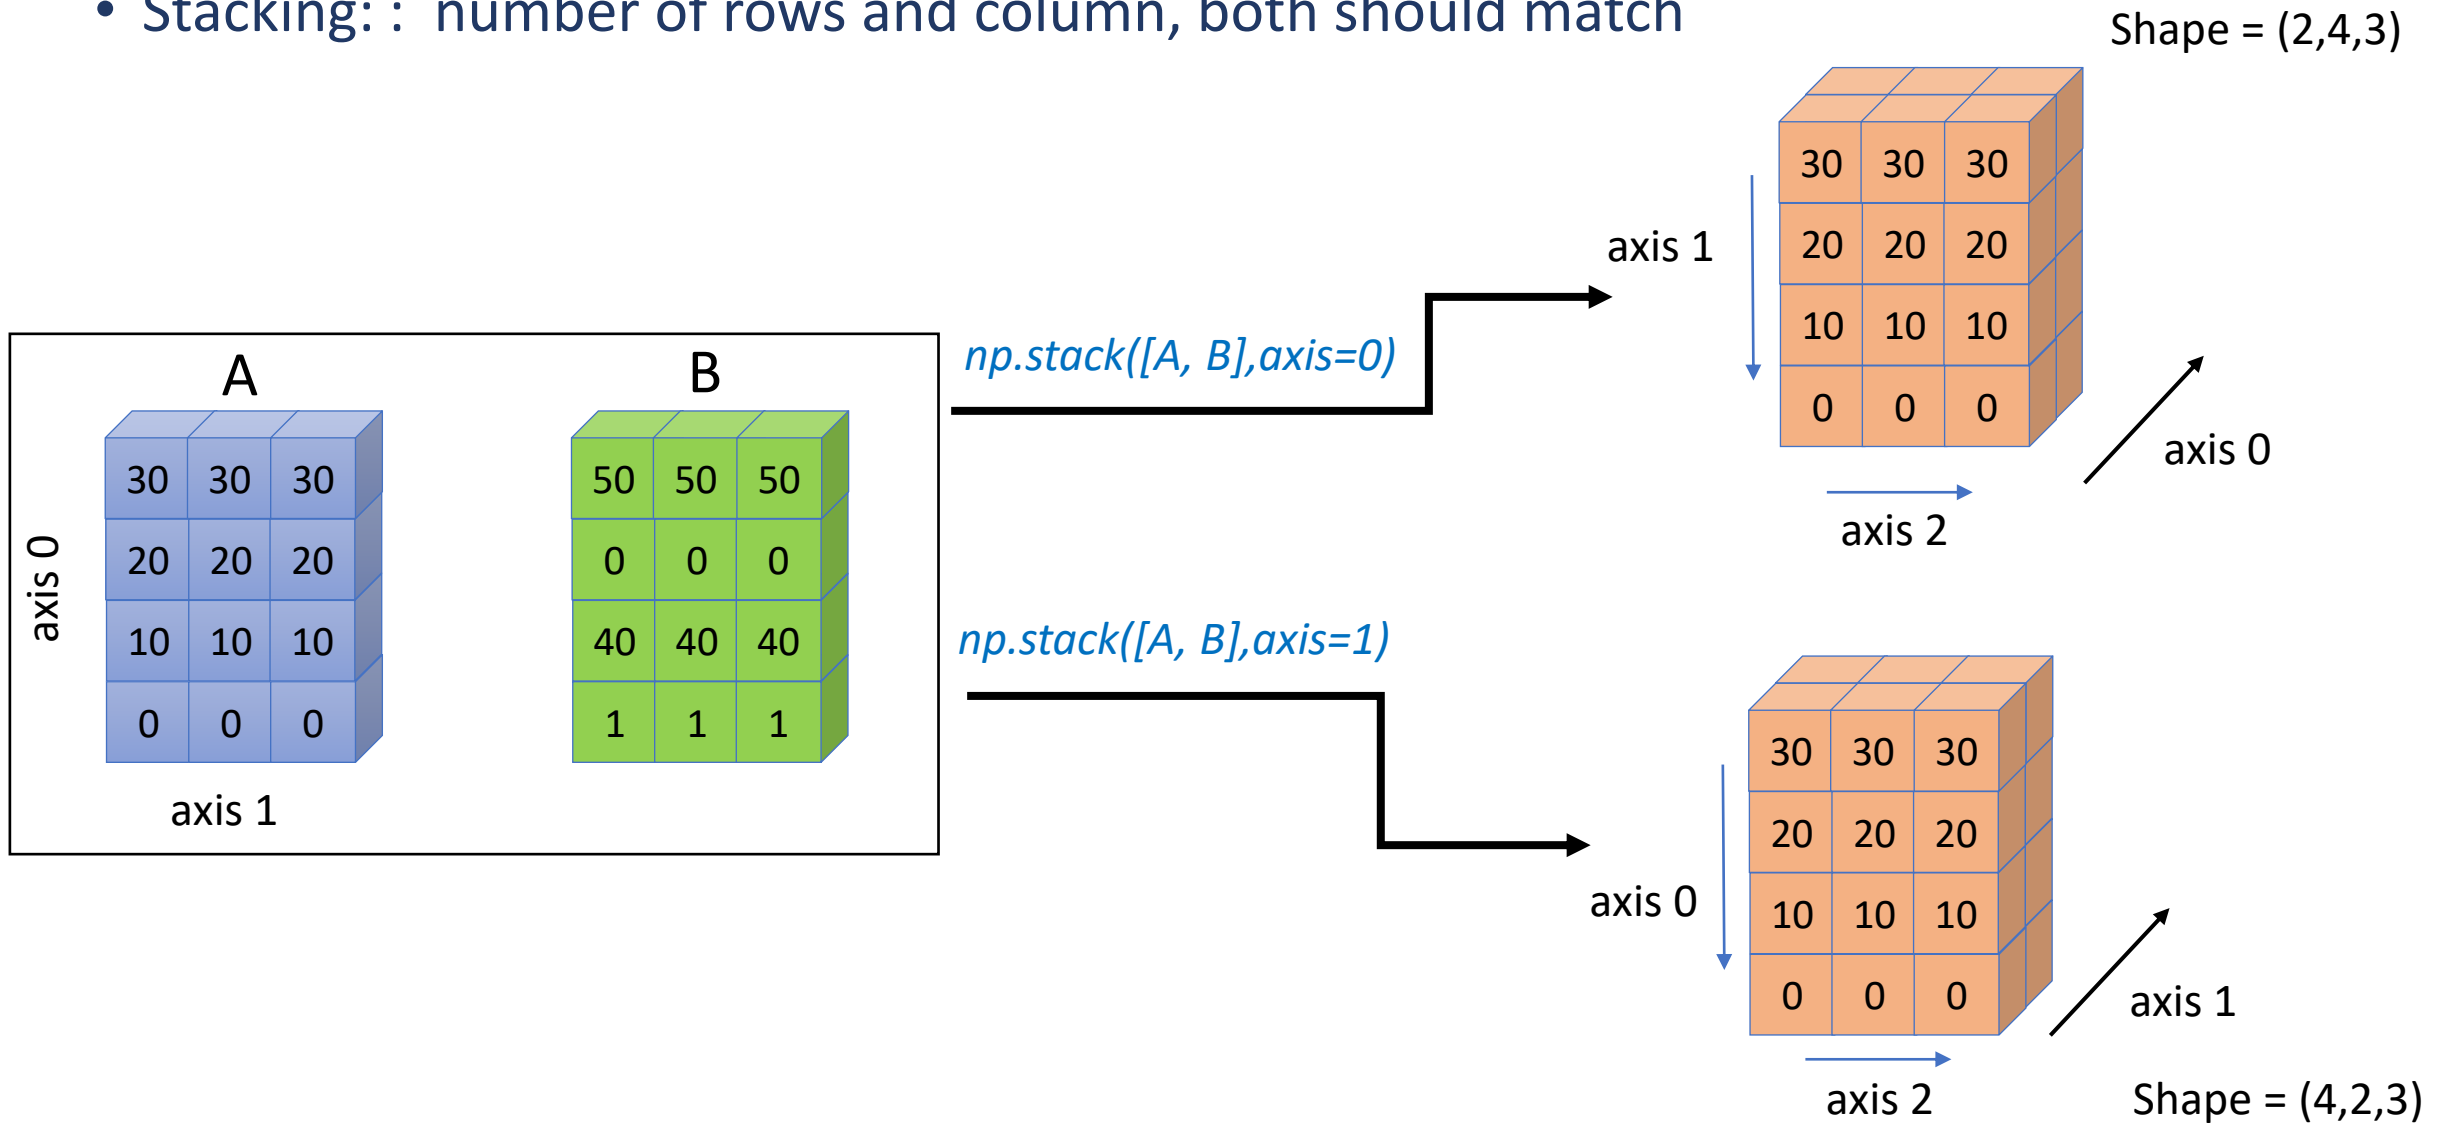 • Stacking: : number of rows and column, both should match
Shape = (2,4,3)
A
30 30 30
20 20 20
10 10 10
0 0 0
axis 0
axis 1
B
50 50 50
0 0 0
40 40 40
1 1 1
np.stack([A, B],axis=0)
axis 1
30 30 30
20 20 20
10 10 10
0 0 0
axis 0
axis 2
np.stack([A, B],axis=1)
axis 0
30 30 30
20 20 20
10 10 10
0 0 0
axis 1
axis 2
Shape = (4,2,3)